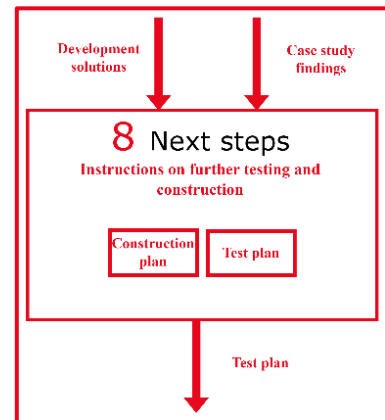 Development
solutions
Case study
findings
8 Next steps
Instructions on further testing and
construction
Construction
plan
Test plan
Test plan